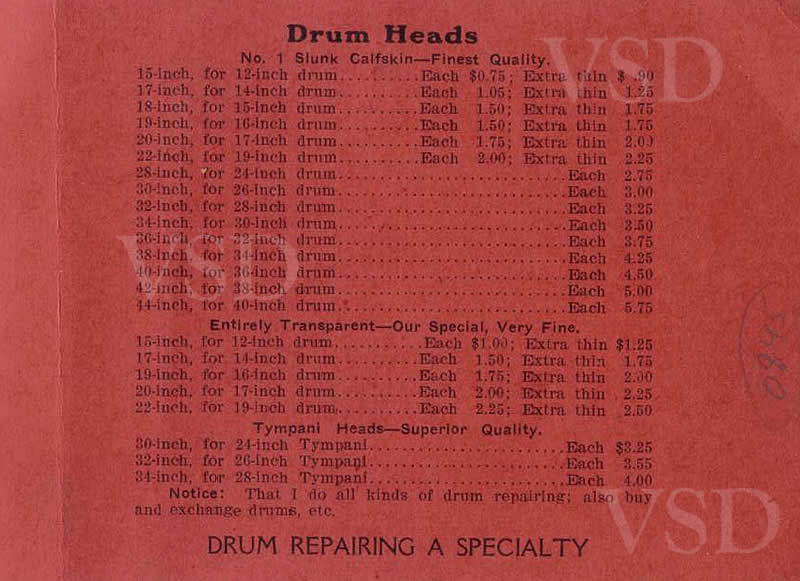 Drum Heads
No. 1 Slunk Calfskin—Finest Quality.
15-inch, for 12-inch drum..........Each $0.75; Extra thin $ .90
17-inch, for 14-inch drum..........Each 1.05; Extra thin 1.25
18-inch, for 15-inch drum..........Each 1.50; Extra thin 1.75
19-inch, for 16-inch drum..........Each 1.50; Extra thin 1.75
20-inch, for 17-inch drum..........Each 1.75; Extra thin 2.00
22-inch, for 19-inch drum..........Each 2.00; Extra thin 2.25
28-inch, for 24-inch drum.............................Each 2.75
30-inch, for 26-inch drum.............................Each 3.00
32-inch, for 28-inch drum.............................Each 3.25
34-inch, for 30-inch drum.............................Each 3.50
36-inch, for 32-inch drum.............................Each 3.75
38-inch, for 34-inch drum.............................Each 4.25
40-inch, for 36-inch drum.............................Each 4.50
42-inch, for 38-inch drum.............................Each 5.00
44-inch, for 40-inch drum.............................Each 5.75
Entirely Transparent—Our Special, Very Fine.
15-inch, for 12-inch drum..........Each $1.00; Extra thin $1.25
17-inch, for 14-inch drum..........Each 1.50; Extra thin 1.75
19-inch, for 16-inch drum..........Each 1.75; Extra thin 2.00
20-inch, for 17-inch drum..........Each 2.00; Extra thin 2.25
22-inch, for 19-inch drum..........Each 2.25; Extra thin 2.50
Tympani Heads—Superior Quality.
30-inch, for 24-inch Tympani.........................Each $3.25
32-inch, for 26-inch Tympani.........................Each 3.55
34-inch, for 28-inch Tympani.........................Each 4.00
Notice: That I do all kinds of drum repairing; also buy
and exchange drums, etc.
DRUM REPAIRING A SPECIALTY
VSD
VSD
VSD